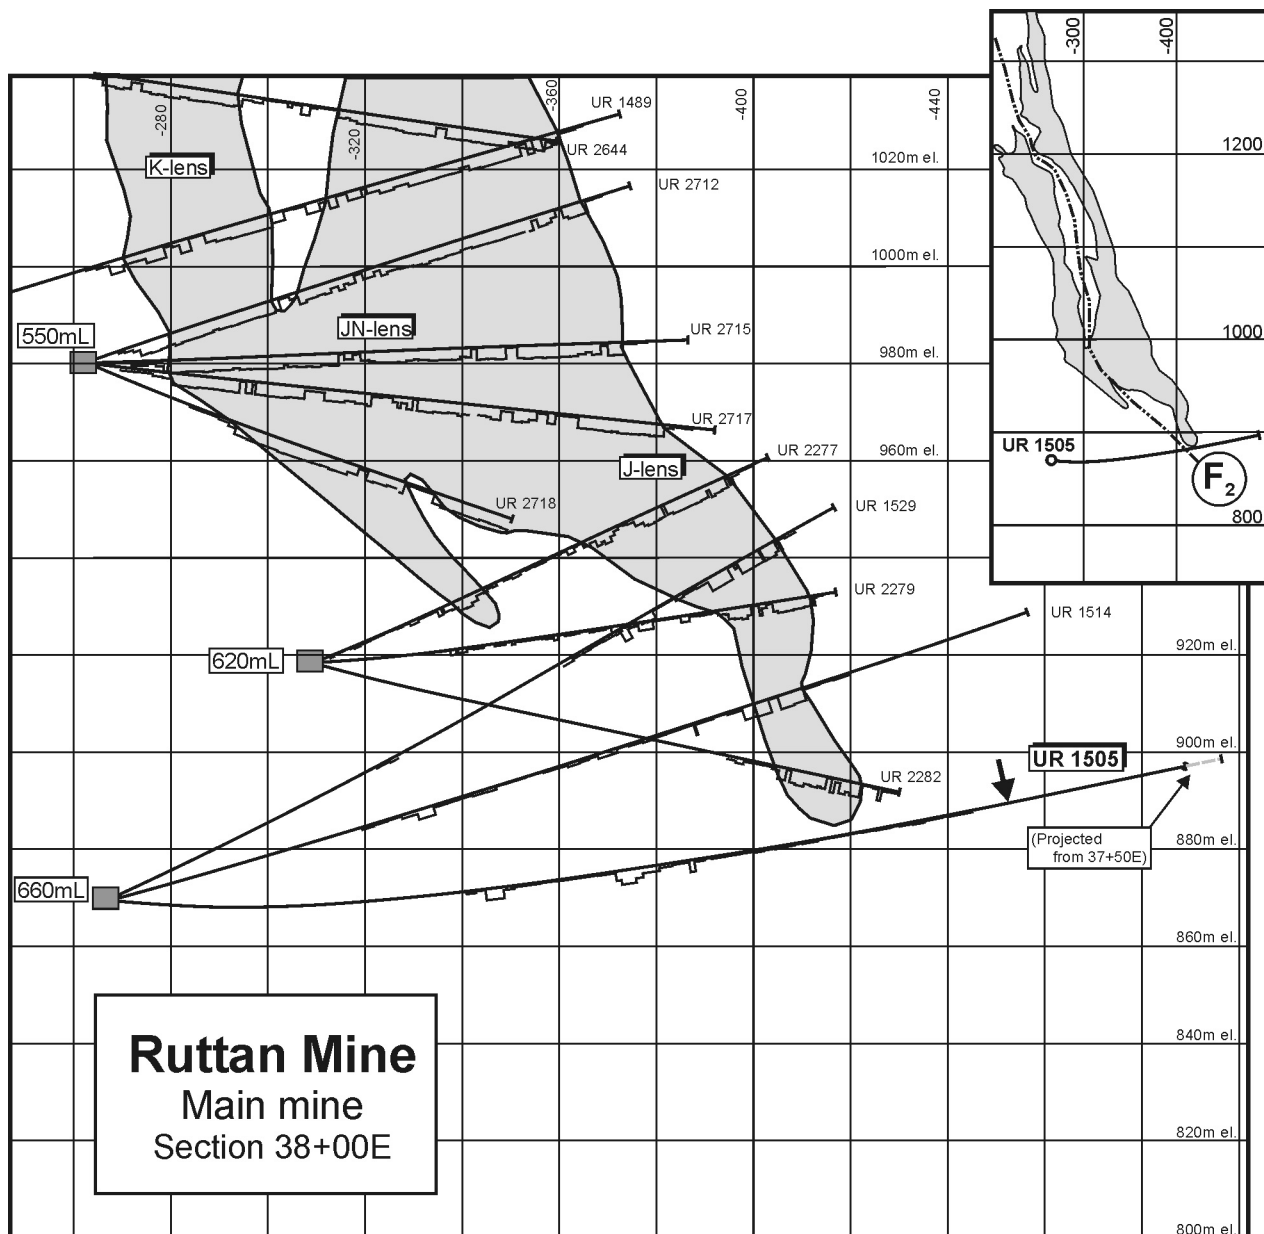 -300
-400
1200
1000
800
UR 1505
F2
-280
-320
-360
-400
-440
UR 1489
UR 2644
1020m el.
K-lens
UR 2712
1000m el.
550mL
JN-lens
UR 2715
980m el.
UR 2717
960m el.
J-lens
UR 2277
UR 2718
UR 1529
UR 2279
UR 1514
620mL
920m el.
900m el.
UR 1505
UR 2282
(Projected
from 37+50E)
880m el.
660mL
860m el.
840m el.
820m el.
800m el.
Ruttan Mine
Main mine
Section 38+00E